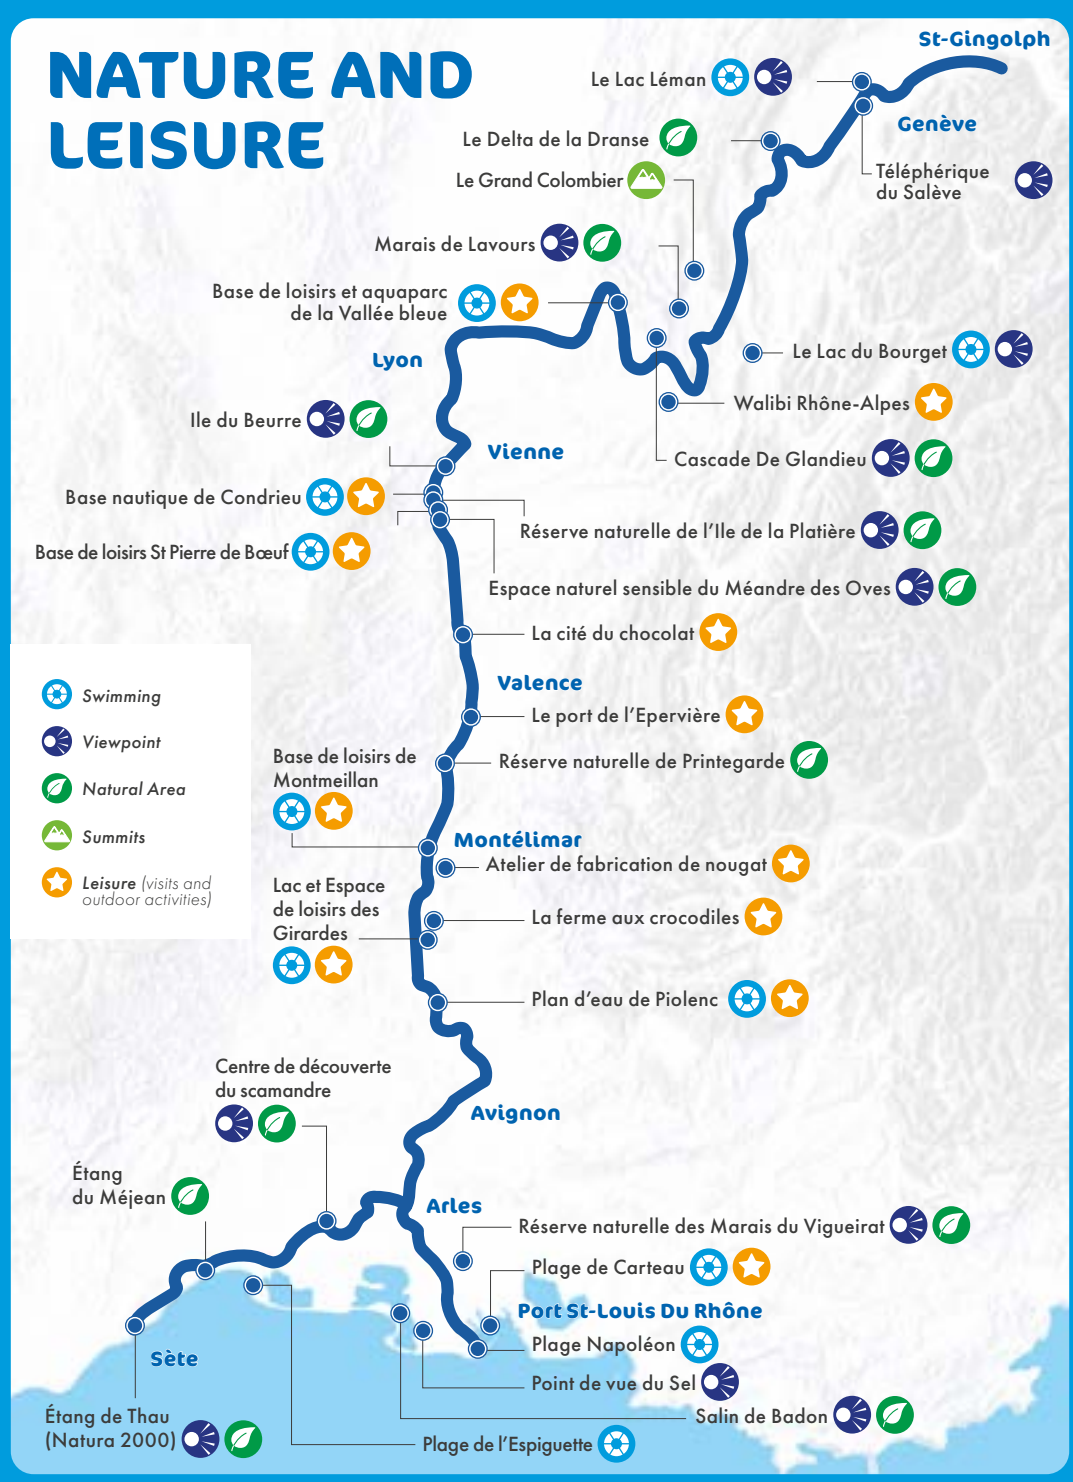 NATURE AND
LEISURE
St-Gingolph
Le Lac Léman
Genève
Le Delta de la Dranse
Téléphérique
du Salève
Le Grand Colombier
Marais de Lavours
Base de loisirs et aquaparc
de la Vallée bleue
Lyon
Le Lac du Bourget
Walibi Rhône-Alpes
Ile du Beurre
Vienne
Cascade De Glandieu
Base nautique de Condrieu
Réserve naturelle de l'Ile de la Platière
Base de loisirs St Pierre de Bœuf
Espace naturel sensible du Méandre des Oves
La cité du chocolat
Valence
Le port de l'Epervière
Réserve naturelle de Printegarde
Swimming
Viewpoint
Natural Area
Summits
Leisure (visits and
outdoor activities)
Base de loisirs de
Montmeillan
Montélimar
Atelier de fabrication de nougat
Lac et Espace
de loisirs des
Girardes
La ferme aux crocodiles
Plan d'eau de Piolenc
Centre de découverte
du scamandre
Avignon
Étang
du Méjean
Arles
Réserve naturelle des Marais du Vigueirat
Plage de Carteau
Port St-Louis Du Rhône
Plage Napoléon
Sète
Point de vue du Sel
Salin de Badon
Étang de Thau
(Natura 2000)
Plage de l'Espiguette